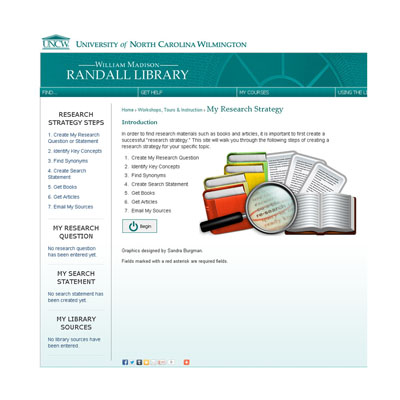 UNCW UNIVERSITY of NORTH CAROLINA WILMINGTON
WILLIAM MADISON
RANDALL LIBRARY
FIND... GET HELP MY COURSES USING THE L
RESEARCH
STRATEGY STEPS
1. Create My Research
Question or Statement
2. Identify Key Concepts
3. Find Synonyms
4. Create Search
Statement
5. Get Books
6. Get Articles
7. Email My Sources
MY RESEARCH
QUESTION
No research question
has been entered yet.
MY SEARCH
STATEMENT
No search statement has
been created yet.
MY LIBRARY
SOURCES
No library sources have
been entered
Home › Workshops, Tours & Instruction › My Research Strategy
Introduction
In order to find research materials such as books and articles, it is important to first create a
successful "research strategy." This site will walk you through the following steps of creating a
research strategy for your specific topic.
1. Create My Research Question
2. Identify Key Concepts
3. Find Synonyms
4. Create Search Statement
5. Get Books
6. Get Articles
7. Email My Sources
Begin
research
Graphics designed by Sandra Burgman.
Fields marked with a red asterisk are required fields.